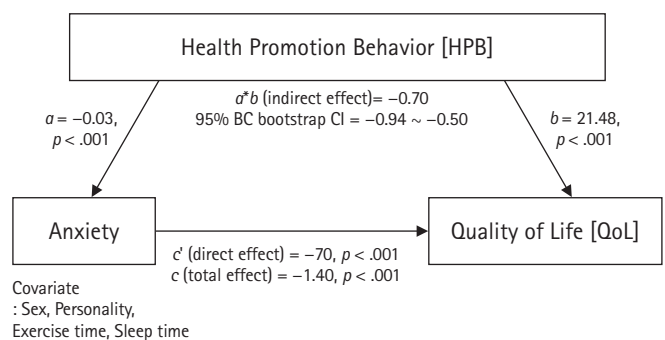 Health Promotion Behavior [HPB]
a*b (indirect effect)= −0.70
95% BC bootstrap CI = −0.94 ~ −0.50
a = −0.03,
p < .001
b = 21.48,
p < .001
Anxiety
Quality of Life [QoL]
c' (direct effect) = −70, p < .001
c (total effect) = −1.40, p < .001
Covariate
: Sex, Personality,
Exercise time, Sleep time